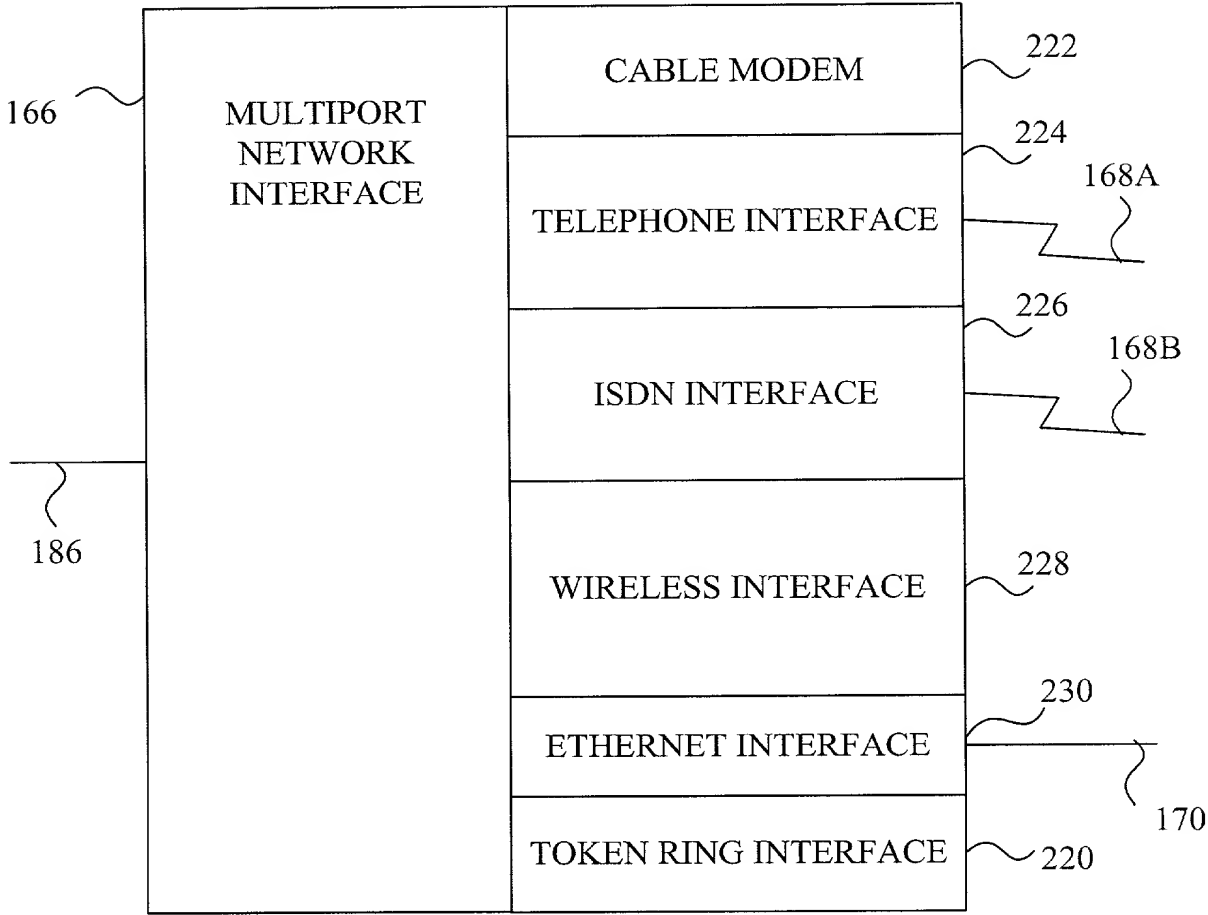 CABLE MODEM
222
166
MULTIPORT
NETWORK
INTERFACE
224
168A
TELEPHONE INTERFACE
226
168B
ISDN INTERFACE
186
WIRELESS INTERFACE
228
230
ETHERNET INTERFACE
170
TOKEN RING INTERFACE
220